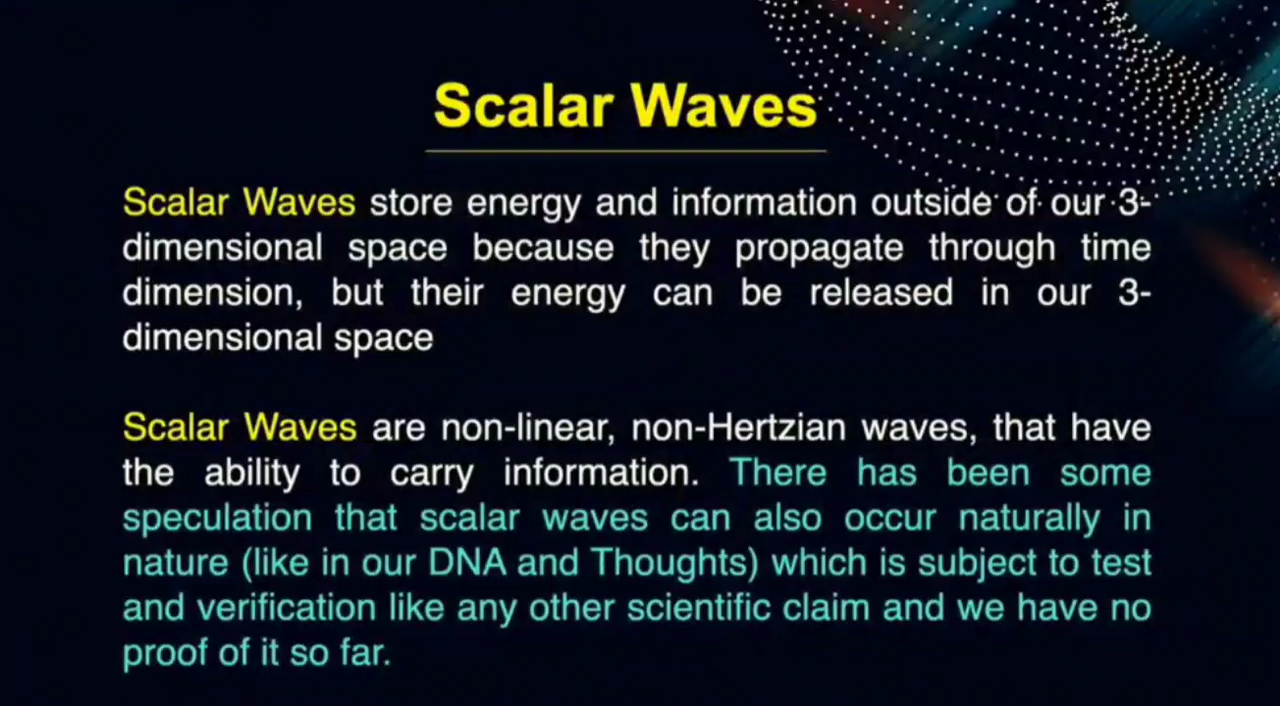 Scalar Waves
Scalar Waves store energy and information outside of our 3-
dimensional space because they propagate through time
dimension, but their energy can be released in our 3-
dimensional space
Scalar Waves are non-linear, non-Hertzian waves, that have
the ability to carry information. There has been some
speculation that scalar waves can also occur naturally in
nature (like in our DNA and Thoughts) which is subject to test
and verification like any other scientific claim and we have no
proof of it so far.